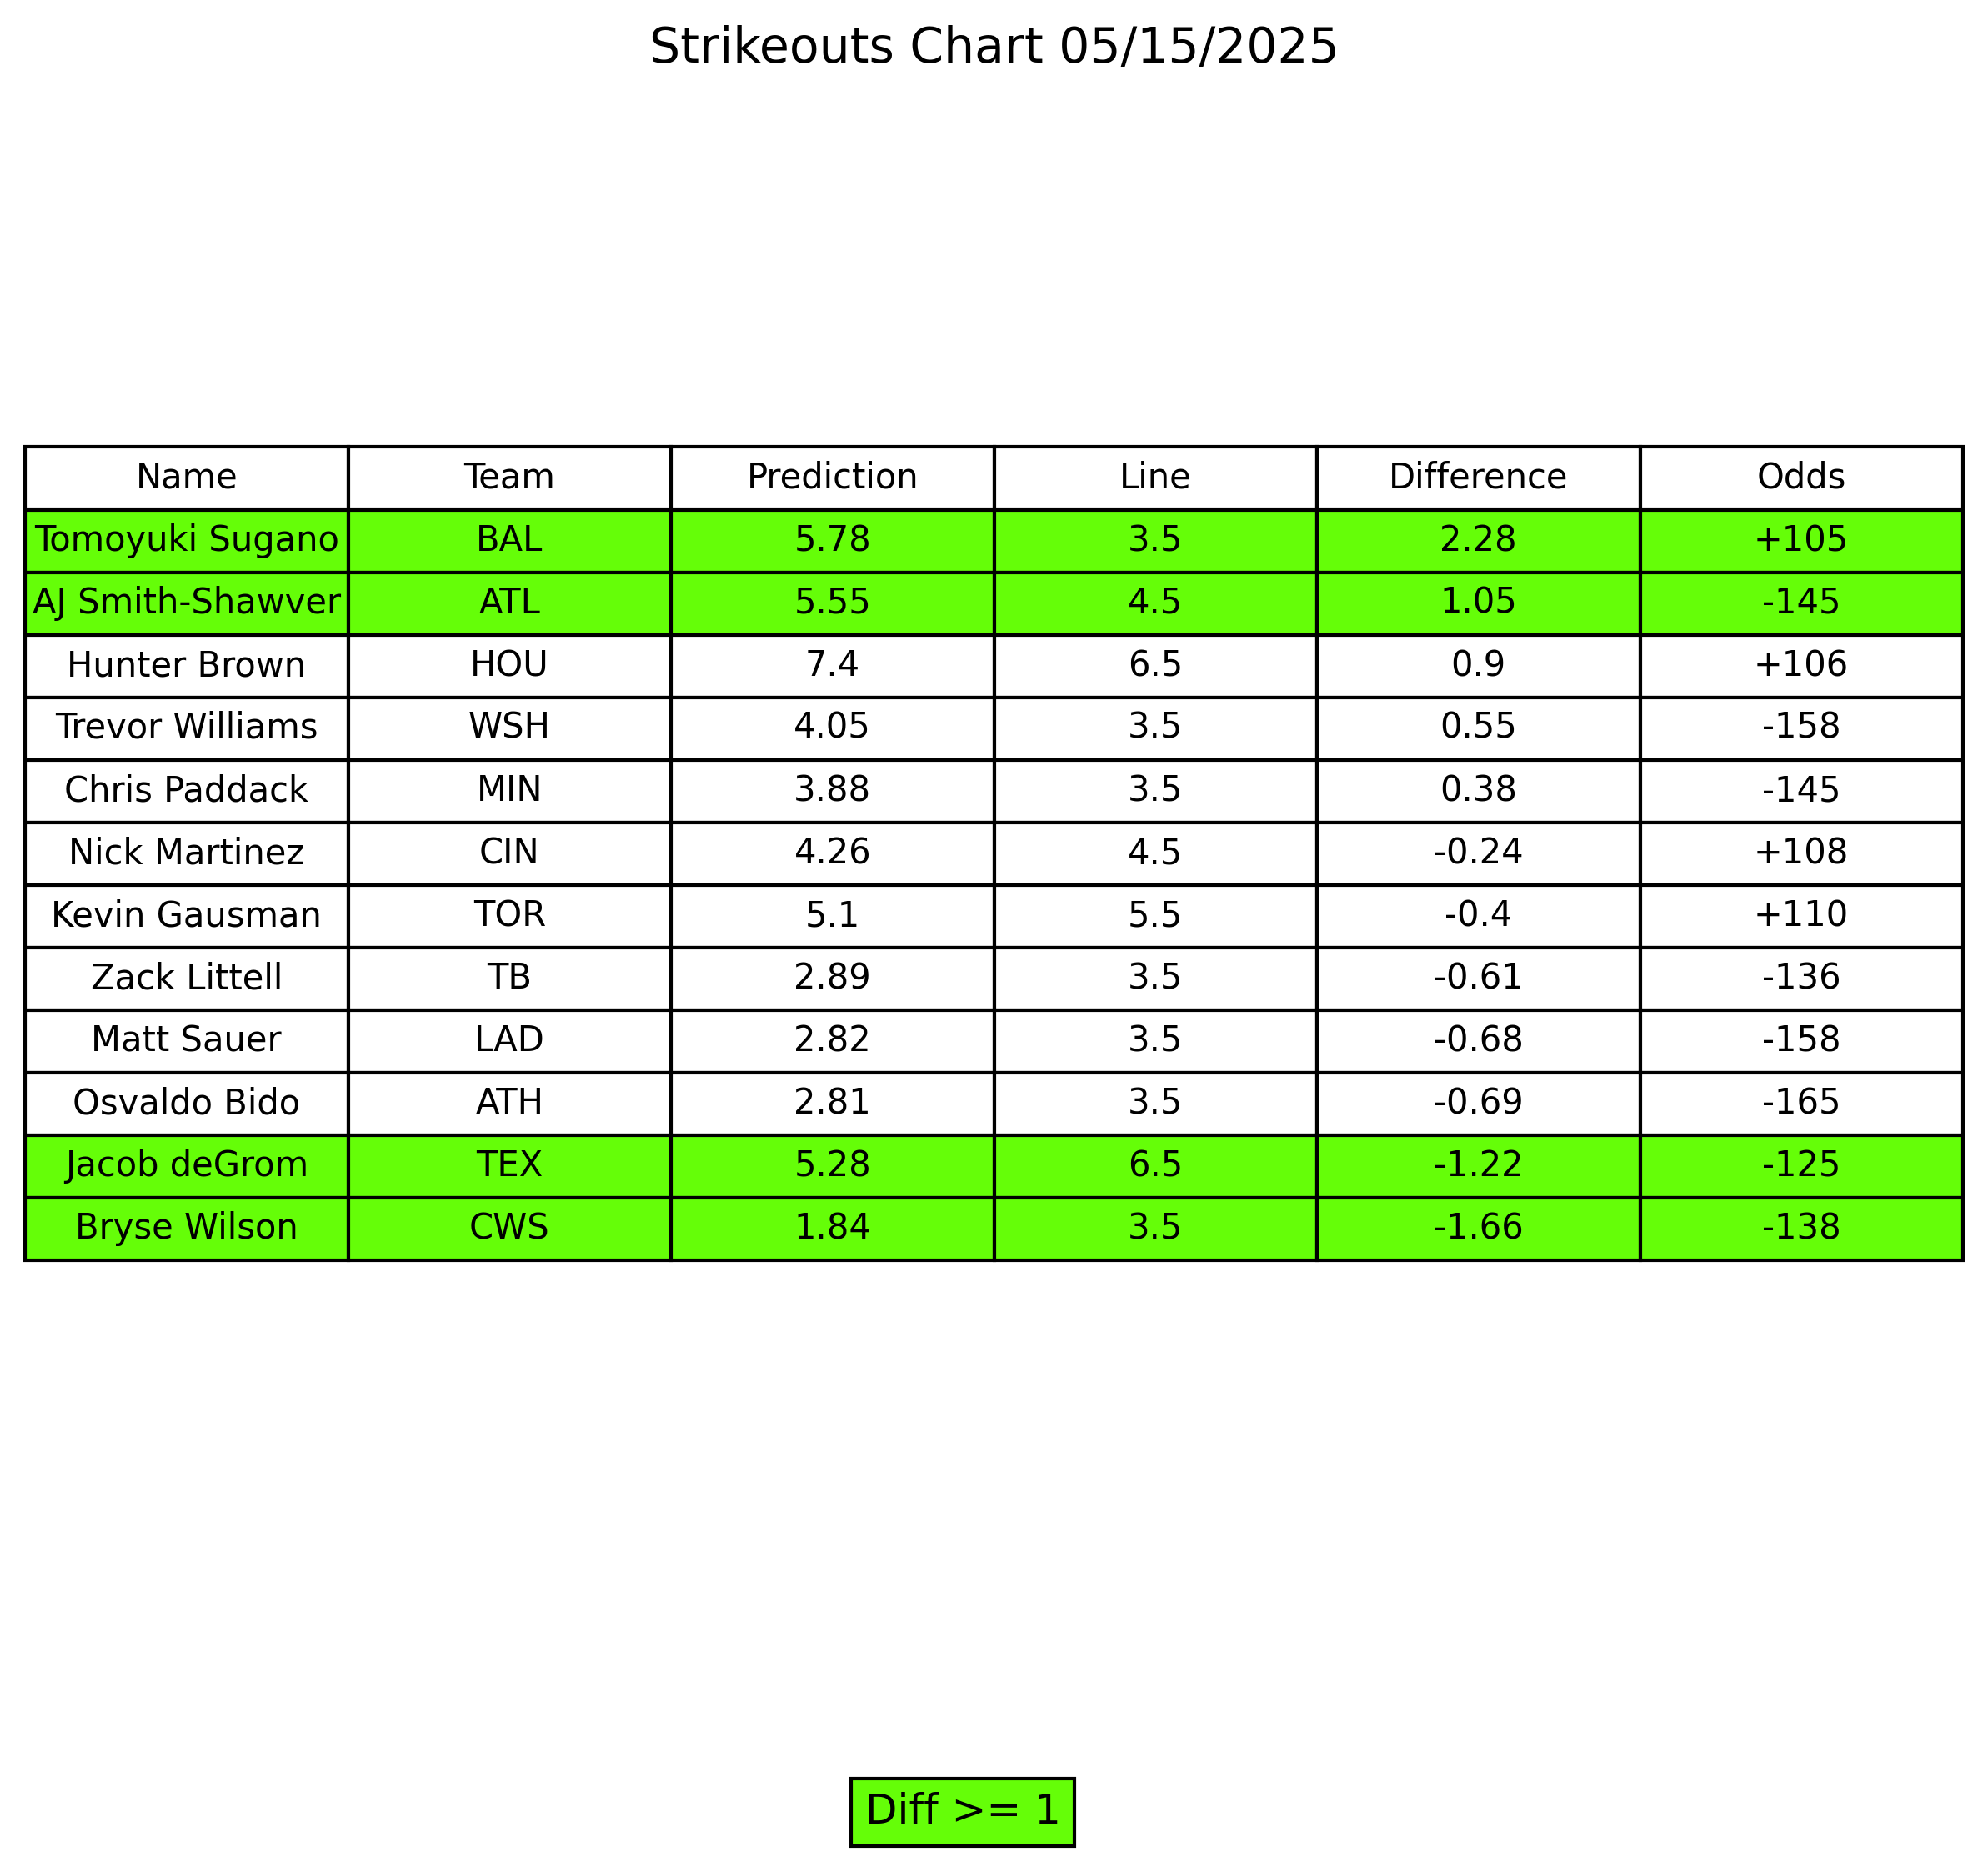 Strikeouts Chart 05/15/2025
Name Team Prediction Line Difference Odds
Tomoyuki Sugano BAL 5.78 3.5 2.28 +105
AJ Smith-Shawver ATL 5.55 4.5 1.05 -145
Hunter Brown HOU 7.4 6.5 0.9 +106
Trevor Williams WSH 4.05 3.5 0.55 -158
Chris Paddack MIN 3.88 3.5 0.38 -145
Nick Martinez CIN 4.26 4.5 -0.24 +108
Kevin Gausman TOR 5.1 5.5 -0.4 +110
Zack Littell TB 2.89 3.5 -0.61 -136
Matt Sauer LAD 2.82 3.5 -0.68 -158
Osvaldo Bido ATH 2.81 3.5 -0.69 -165
Jacob deGrom TEX 5.28 6.5 -1.22 -125
Bryse Wilson CWS 1.84 3.5 -1.66 -138
Diff >= 1